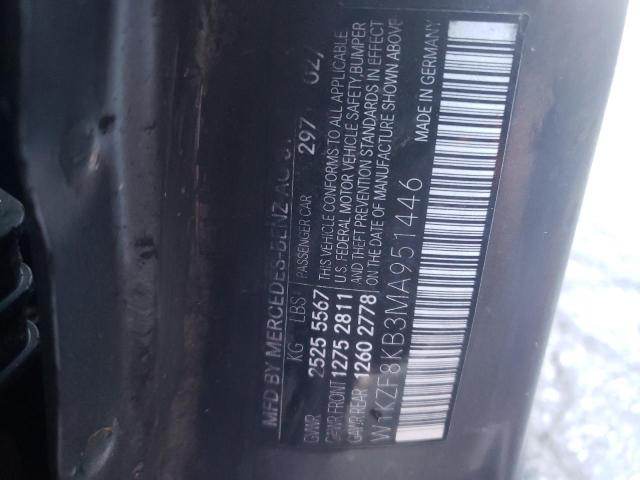 MFD BY MERCEDES-BENZ AG
KG LBS PASSENGER CAR 297
GVWR 2525 5567 THIS VEHICLE CONFORMS TO ALL APPLICABLE
GAWR FRONT 1275 2811 U.S. FEDERAL MOTOR VEHICLE SAFETY, BUMPER
GAWR REAR 1260 2778 AND THEFT PREVENTION STANDARDS IN EFFECT
ON THE DATE OF MANUFACTURE SHOWN ABOVE
W1KZF8KB3MA951446 MADE IN GERMANY